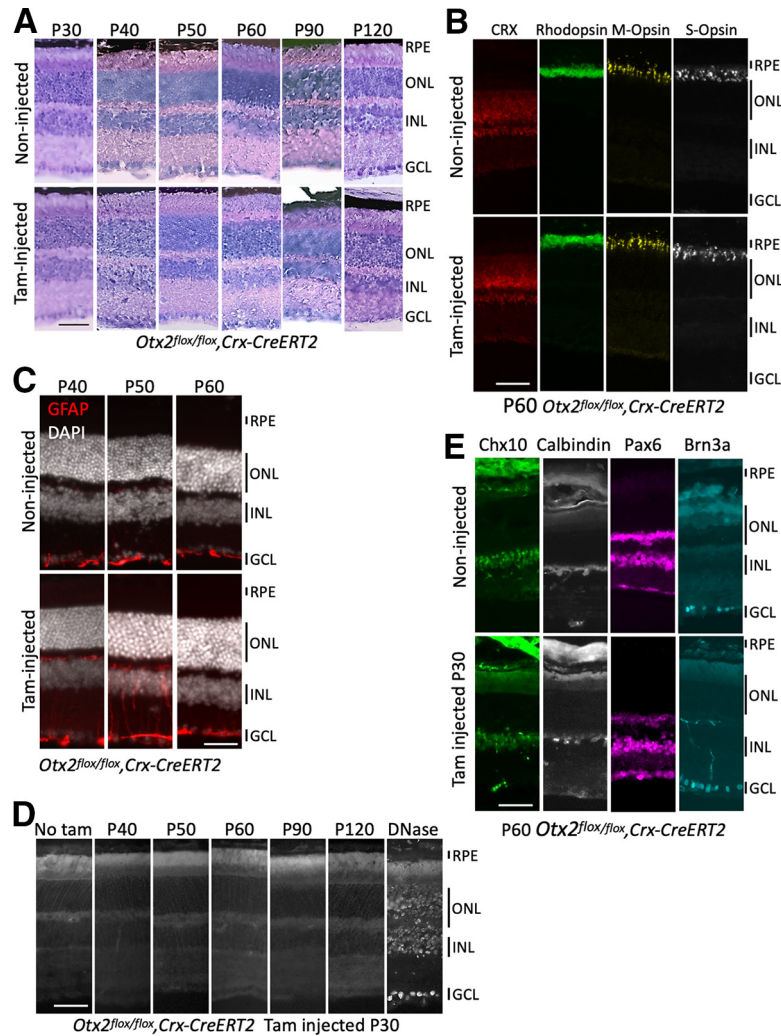 A
P30 P40 P50 P60 P90 P120
Non-injected
RPE
ONL
INL
GCL
Tam-Injected
RPE
ONL
INL
GCL
Otx2flox/flox,Crx-CreERT2
B
CRX Rhodopsin M-Opsin S-Opsin
Non-injected
RPE
ONL
INL
GCL
Tam-injected
RPE
ONL
INL
GCL
P60 Otx2flox/flox,Crx-CreERT2
C
P40 P50 P60
GFAP
DAPI
Non-injected
RPE
ONL
INL
GCL
Tam-injected
RPE
ONL
INL
GCL
Otx2flox/flox,Crx-CreERT2
E
Chx10 Calbindin Pax6 Brn3a
Non-injected
RPE
ONL
INL
GCL
Tam injected P30
RPE
ONL
INL
GCL
P60 Otx2flox/flox,Crx-CreERT2
D
No tam P40 P50 P60 P90 P120 DNase
RPE
ONL
INL
GCL
Otx2flox/flox,Crx-CreERT2 Tam injected P30